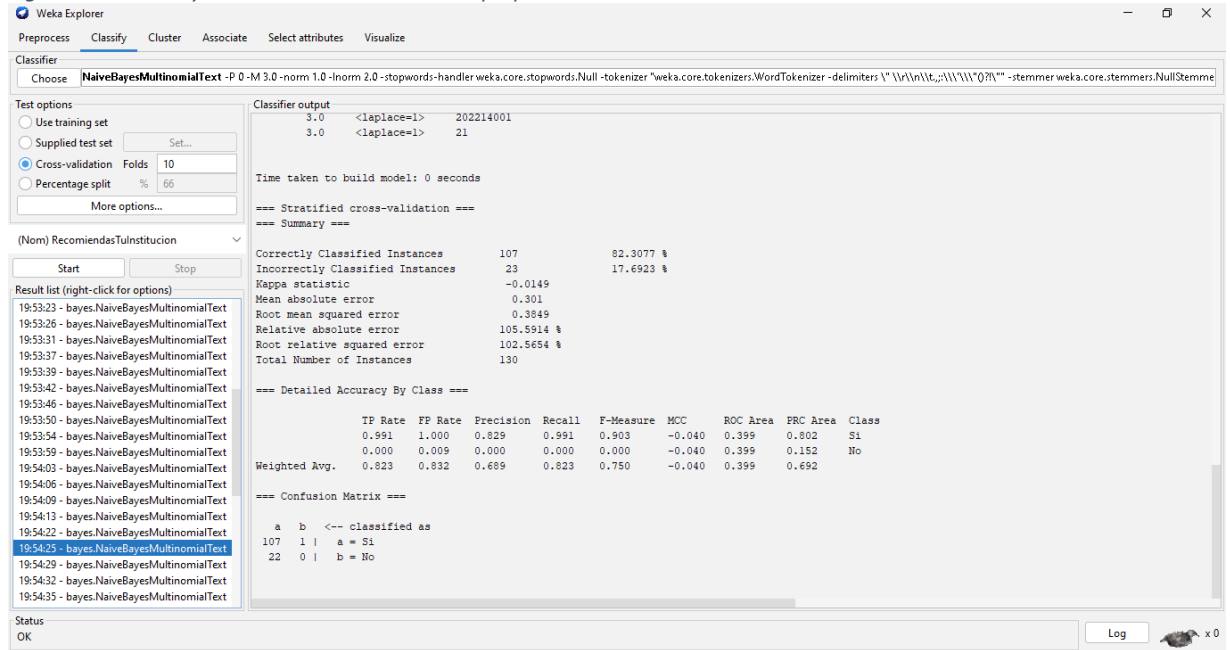 Weka Explorer
Preprocess Classify Cluster Associate Select attributes Visualize
Classifier
Choose NaiveBayesMultinomialText -P 0 -M 3.0 -norm 1.0 -lnorm 2.0 -stopwords-handler weka.core.stopwords.Null -tokenizer "weka.core.tokenizers.WordTokenizer -delimiters \" \\r\\n\\t.,;:\\\'\\\"()?!\"" -stemmer weka.core.stemmers.NullStemme
Test options
Use training set
Supplied test set Set...
Cross-validation Folds 10
Percentage split % 66
More options...
(Nom) RecomiendasTuInstitucion
Start Stop
Result list (right-click for options)
19:53:23 - bayes.NaiveBayesMultinomialText
19:53:26 - bayes.NaiveBayesMultinomialText
19:53:31 - bayes.NaiveBayesMultinomialText
19:53:37 - bayes.NaiveBayesMultinomialText
19:53:39 - bayes.NaiveBayesMultinomialText
19:53:42 - bayes.NaiveBayesMultinomialText
19:53:46 - bayes.NaiveBayesMultinomialText
19:53:50 - bayes.NaiveBayesMultinomialText
19:53:54 - bayes.NaiveBayesMultinomialText
19:53:59 - bayes.NaiveBayesMultinomialText
19:54:03 - bayes.NaiveBayesMultinomialText
19:54:06 - bayes.NaiveBayesMultinomialText
19:54:09 - bayes.NaiveBayesMultinomialText
19:54:13 - bayes.NaiveBayesMultinomialText
19:54:22 - bayes.NaiveBayesMultinomialText
19:54:25 - bayes.NaiveBayesMultinomialText
19:54:29 - bayes.NaiveBayesMultinomialText
19:54:32 - bayes.NaiveBayesMultinomialText
19:54:35 - bayes.NaiveBayesMultinomialText
Classifier output
3.0 <laplace=1> 202214001
3.0 <laplace=1> 21
Time taken to build model: 0 seconds
=== Stratified cross-validation ===
=== Summary ===
Correctly Classified Instances 107 82.3077 %
Incorrectly Classified Instances 23 17.6923 %
Kappa statistic -0.0149
Mean absolute error 0.301
Root mean squared error 0.3849
Relative absolute error 105.5914 %
Root relative squared error 102.5654 %
Total Number of Instances 130
=== Detailed Accuracy By Class ===
TP Rate FP Rate Precision Recall F-Measure MCC ROC Area PRC Area Class
0.991 1.000 0.829 0.991 0.903 -0.040 0.399 0.802 Si
0.000 0.009 0.000 0.000 0.000 -0.040 0.399 0.152 No
Weighted Avg. 0.823 0.832 0.689 0.823 0.750 -0.040 0.399 0.692
=== Confusion Matrix ===
a b <-- classified as
107 1 | a = Si
22 0 | b = No
Status
OK
Log x 0